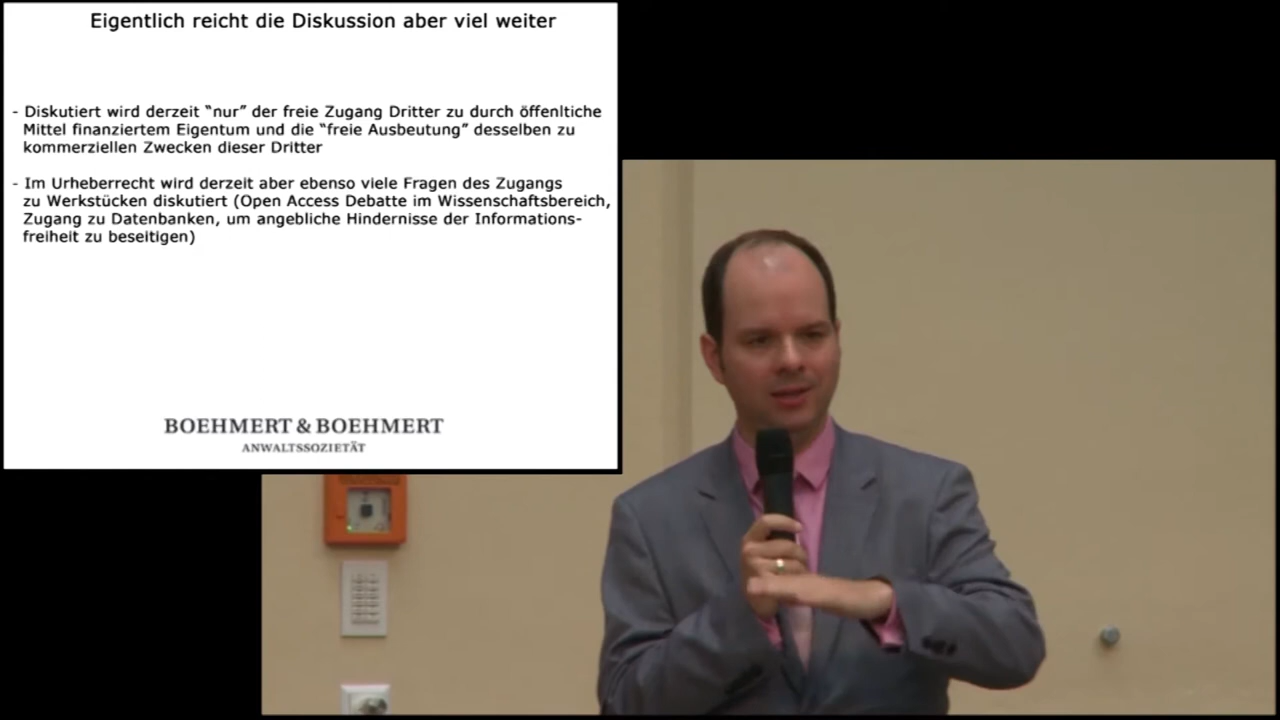 Eigentlich reicht die Diskussion aber viel weiter
- Diskutiert wird derzeit “nur” der freie Zugang Dritter zu durch öffenltiche
Mittel finanziertem Eigentum und die “freie Ausbeutung” desselben zu
kommerziellen Zwecken dieser Dritter
- Im Urheberrecht wird derzeit aber ebenso viele Fragen des Zugangs
zu Werkstücken diskutiert (Open Access Debatte im Wissenschaftsbereich,
Zugang zu Datenbanken, um angebliche Hindernisse der Informations-
freiheit zu beseitigen)
BOEHMERT & BOEHMERT
ANWALTSSOZIETÄT